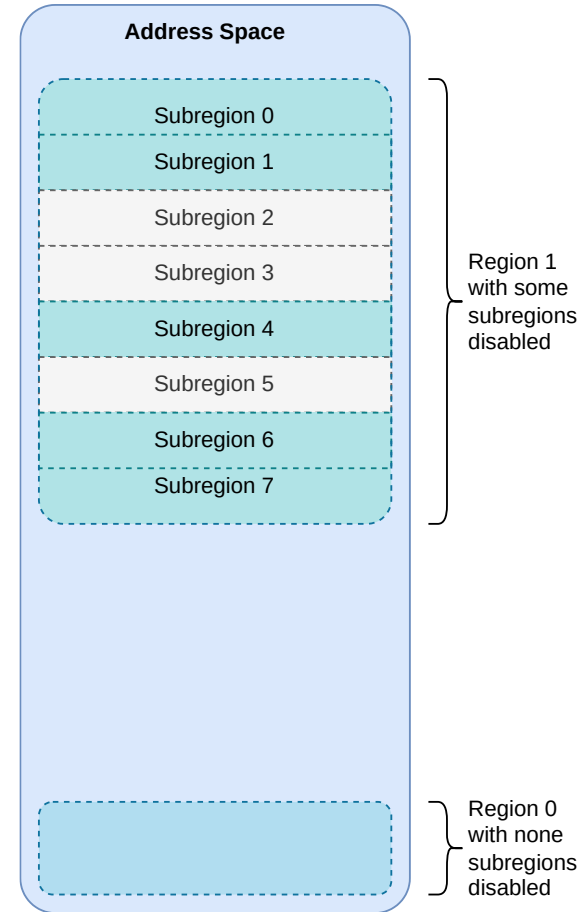 Address Space
Subregion 0
Subregion 1
Subregion 2
Subregion 3
Subregion 4
Subregion 5
Subregion 6
Subregion 7
Region 1
with some
subregions
disabled
Region 0
with none
subregions
disabled